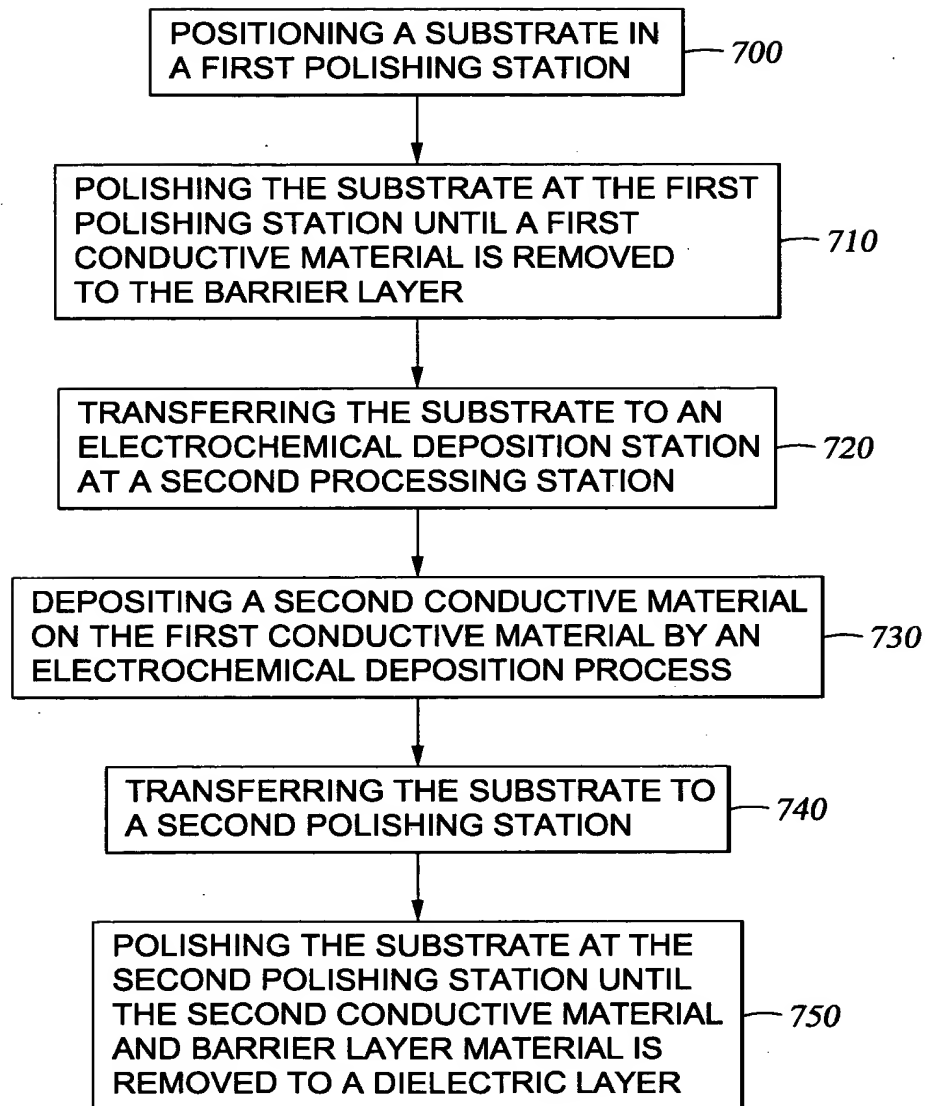 POSITIONING A SUBSTRATE IN
A FIRST POLISHING STATION
700
POLISHING THE SUBSTRATE AT THE FIRST
POLISHING STATION UNTIL A FIRST
CONDUCTIVE MATERIAL IS REMOVED
TO THE BARRIER LAYER
710
TRANSFERRING THE SUBSTRATE TO AN
ELECTROCHEMICAL DEPOSITION STATION
AT A SECOND PROCESSING STATION
720
DEPOSITING A SECOND CONDUCTIVE MATERIAL
ON THE FIRST CONDUCTIVE MATERIAL BY AN
ELECTROCHEMICAL DEPOSITION PROCESS
730
TRANSFERRING THE SUBSTRATE TO
A SECOND POLISHING STATION
740
POLISHING THE SUBSTRATE AT THE
SECOND POLISHING STATION UNTIL
THE SECOND CONDUCTIVE MATERIAL
AND BARRIER LAYER MATERIAL IS
REMOVED TO A DIELECTRIC LAYER
750